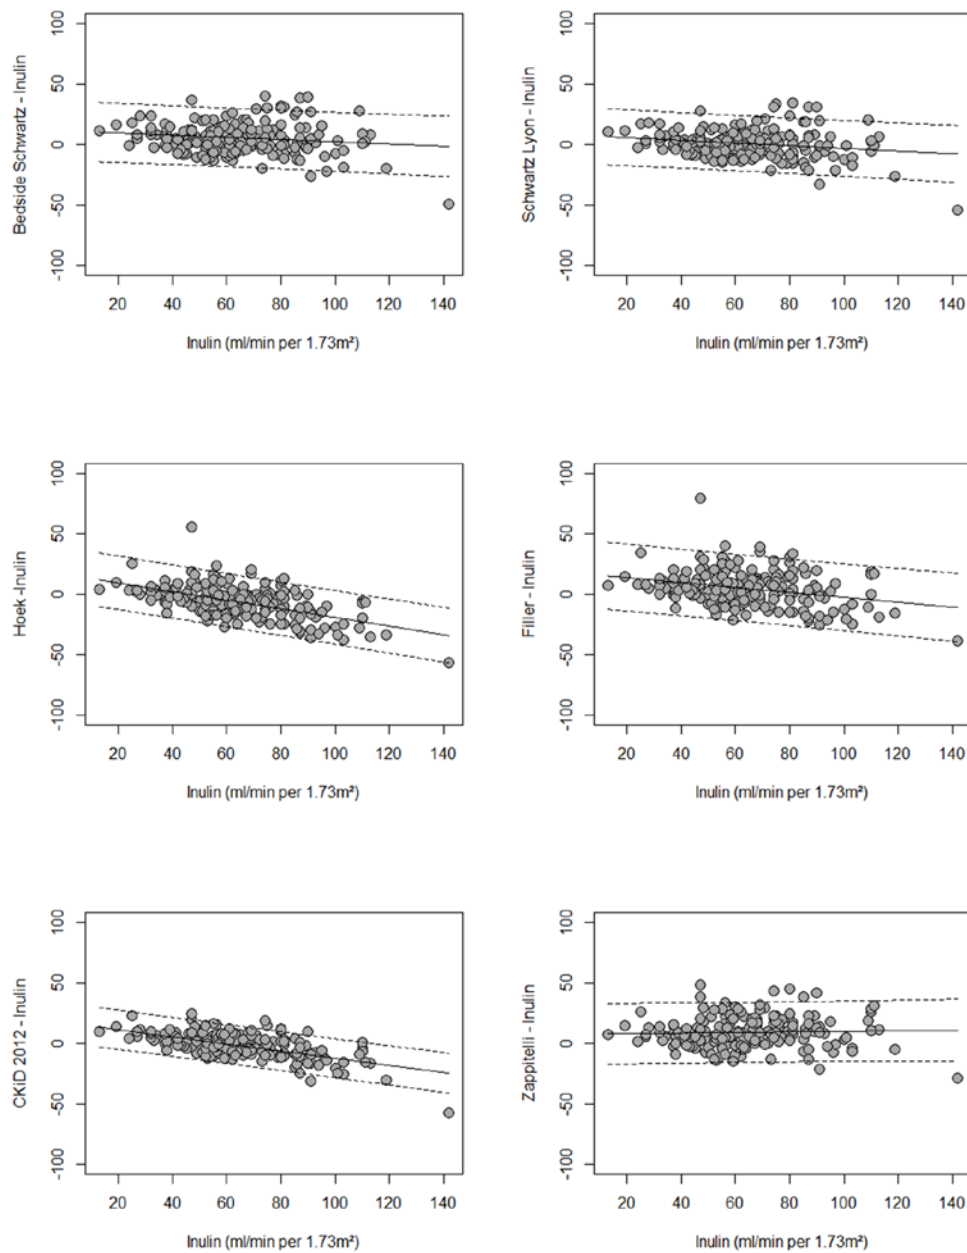 Bedside Schwartz - Inulin
100
50
0
-50
-100
20 40 60 80 100 120 140
Inulin (ml/min per 1.73m²)
Schwartz Lyon - Inulin
100
50
0
-50
-100
20 40 60 80 100 120 140
Inulin (ml/min per 1.73m²)
Hoek -Inulin
100
50
0
-50
-100
20 40 60 80 100 120 140
Inulin (ml/min per 1.73m²)
Filler - Inulin
100
50
0
-50
-100
20 40 60 80 100 120 140
Inulin (ml/min per 1.73m²)
CKiD 2012 - Inulin
100
50
0
-50
-100
20 40 60 80 100 120 140
Inulin (ml/min per 1.73m²)
Zappitelli - Inulin
100
50
0
-50
-100
20 40 60 80 100 120 140
Inulin (ml/min per 1.73m²)